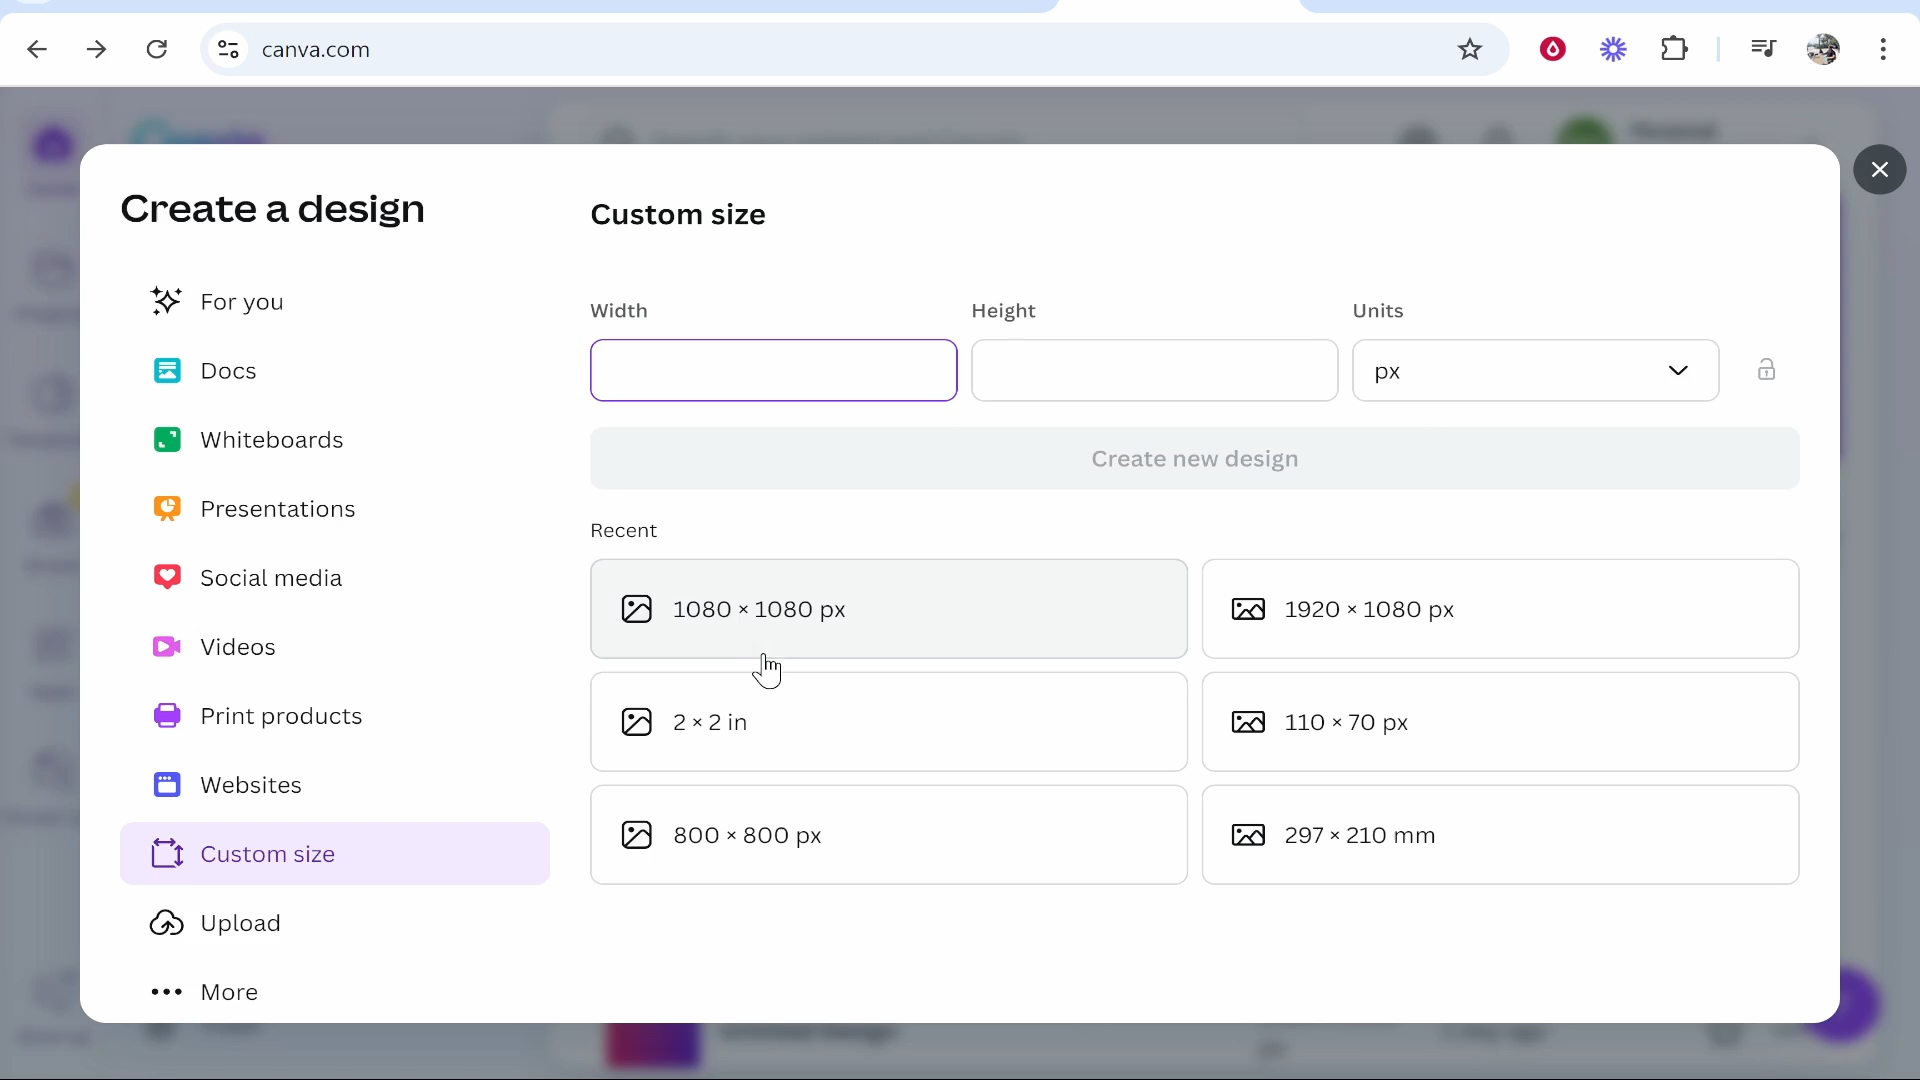 canva.com
Create a design
For you
Docs
Whiteboards
Presentations
Social media
Videos
Print products
Websites
Custom size
Upload
More
Custom size
Width
Height
Units
px
Create new design
Recent
1080 × 1080 px
1920 × 1080 px
2 × 2 in
110 × 70 px
800 × 800 px
297 × 210 mm